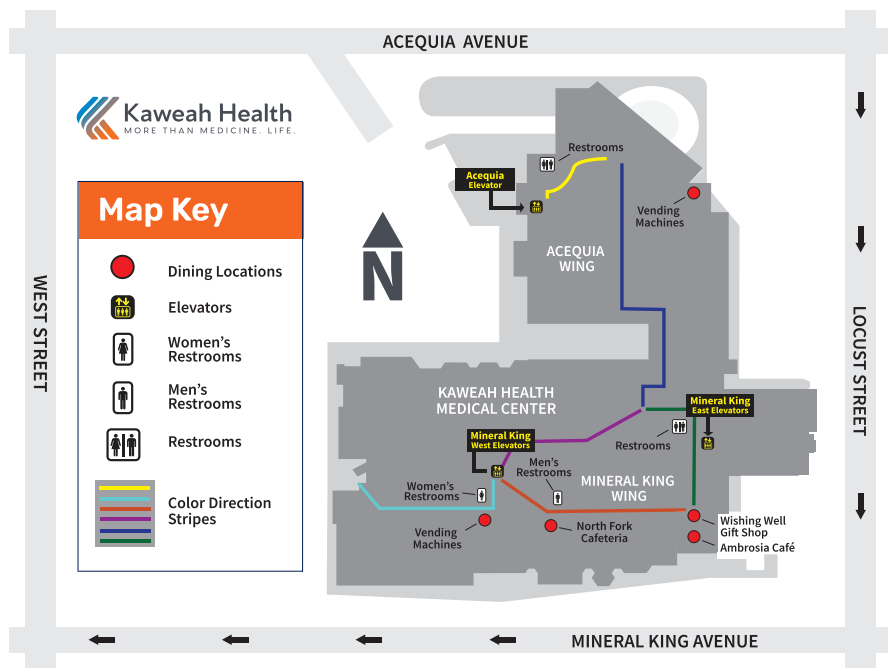 ACEQUIA AVENUE
Kaweah Health
MORE THAN MEDICINE. LIFE.
Map Key
Dining Locations
Elevators
Women's
Restrooms
Men's
Restrooms
Restrooms
Color Direction
Stripes
WEST STREET
N
Restrooms
Acequia
Elevator
Vending
Machines
ACEQUIA
WING
LOCUST STREET
KAWEAH HEALTH
MEDICAL CENTER
Mineral King
East Elevators
Mineral King
West Elevators
Restrooms
Men's
Restrooms
Women's
Restrooms
MINERAL KING
WING
Vending
Machines
North Fork
Cafeteria
Wishing Well
Gift Shop
Ambrosia Café
MINERAL KING AVENUE